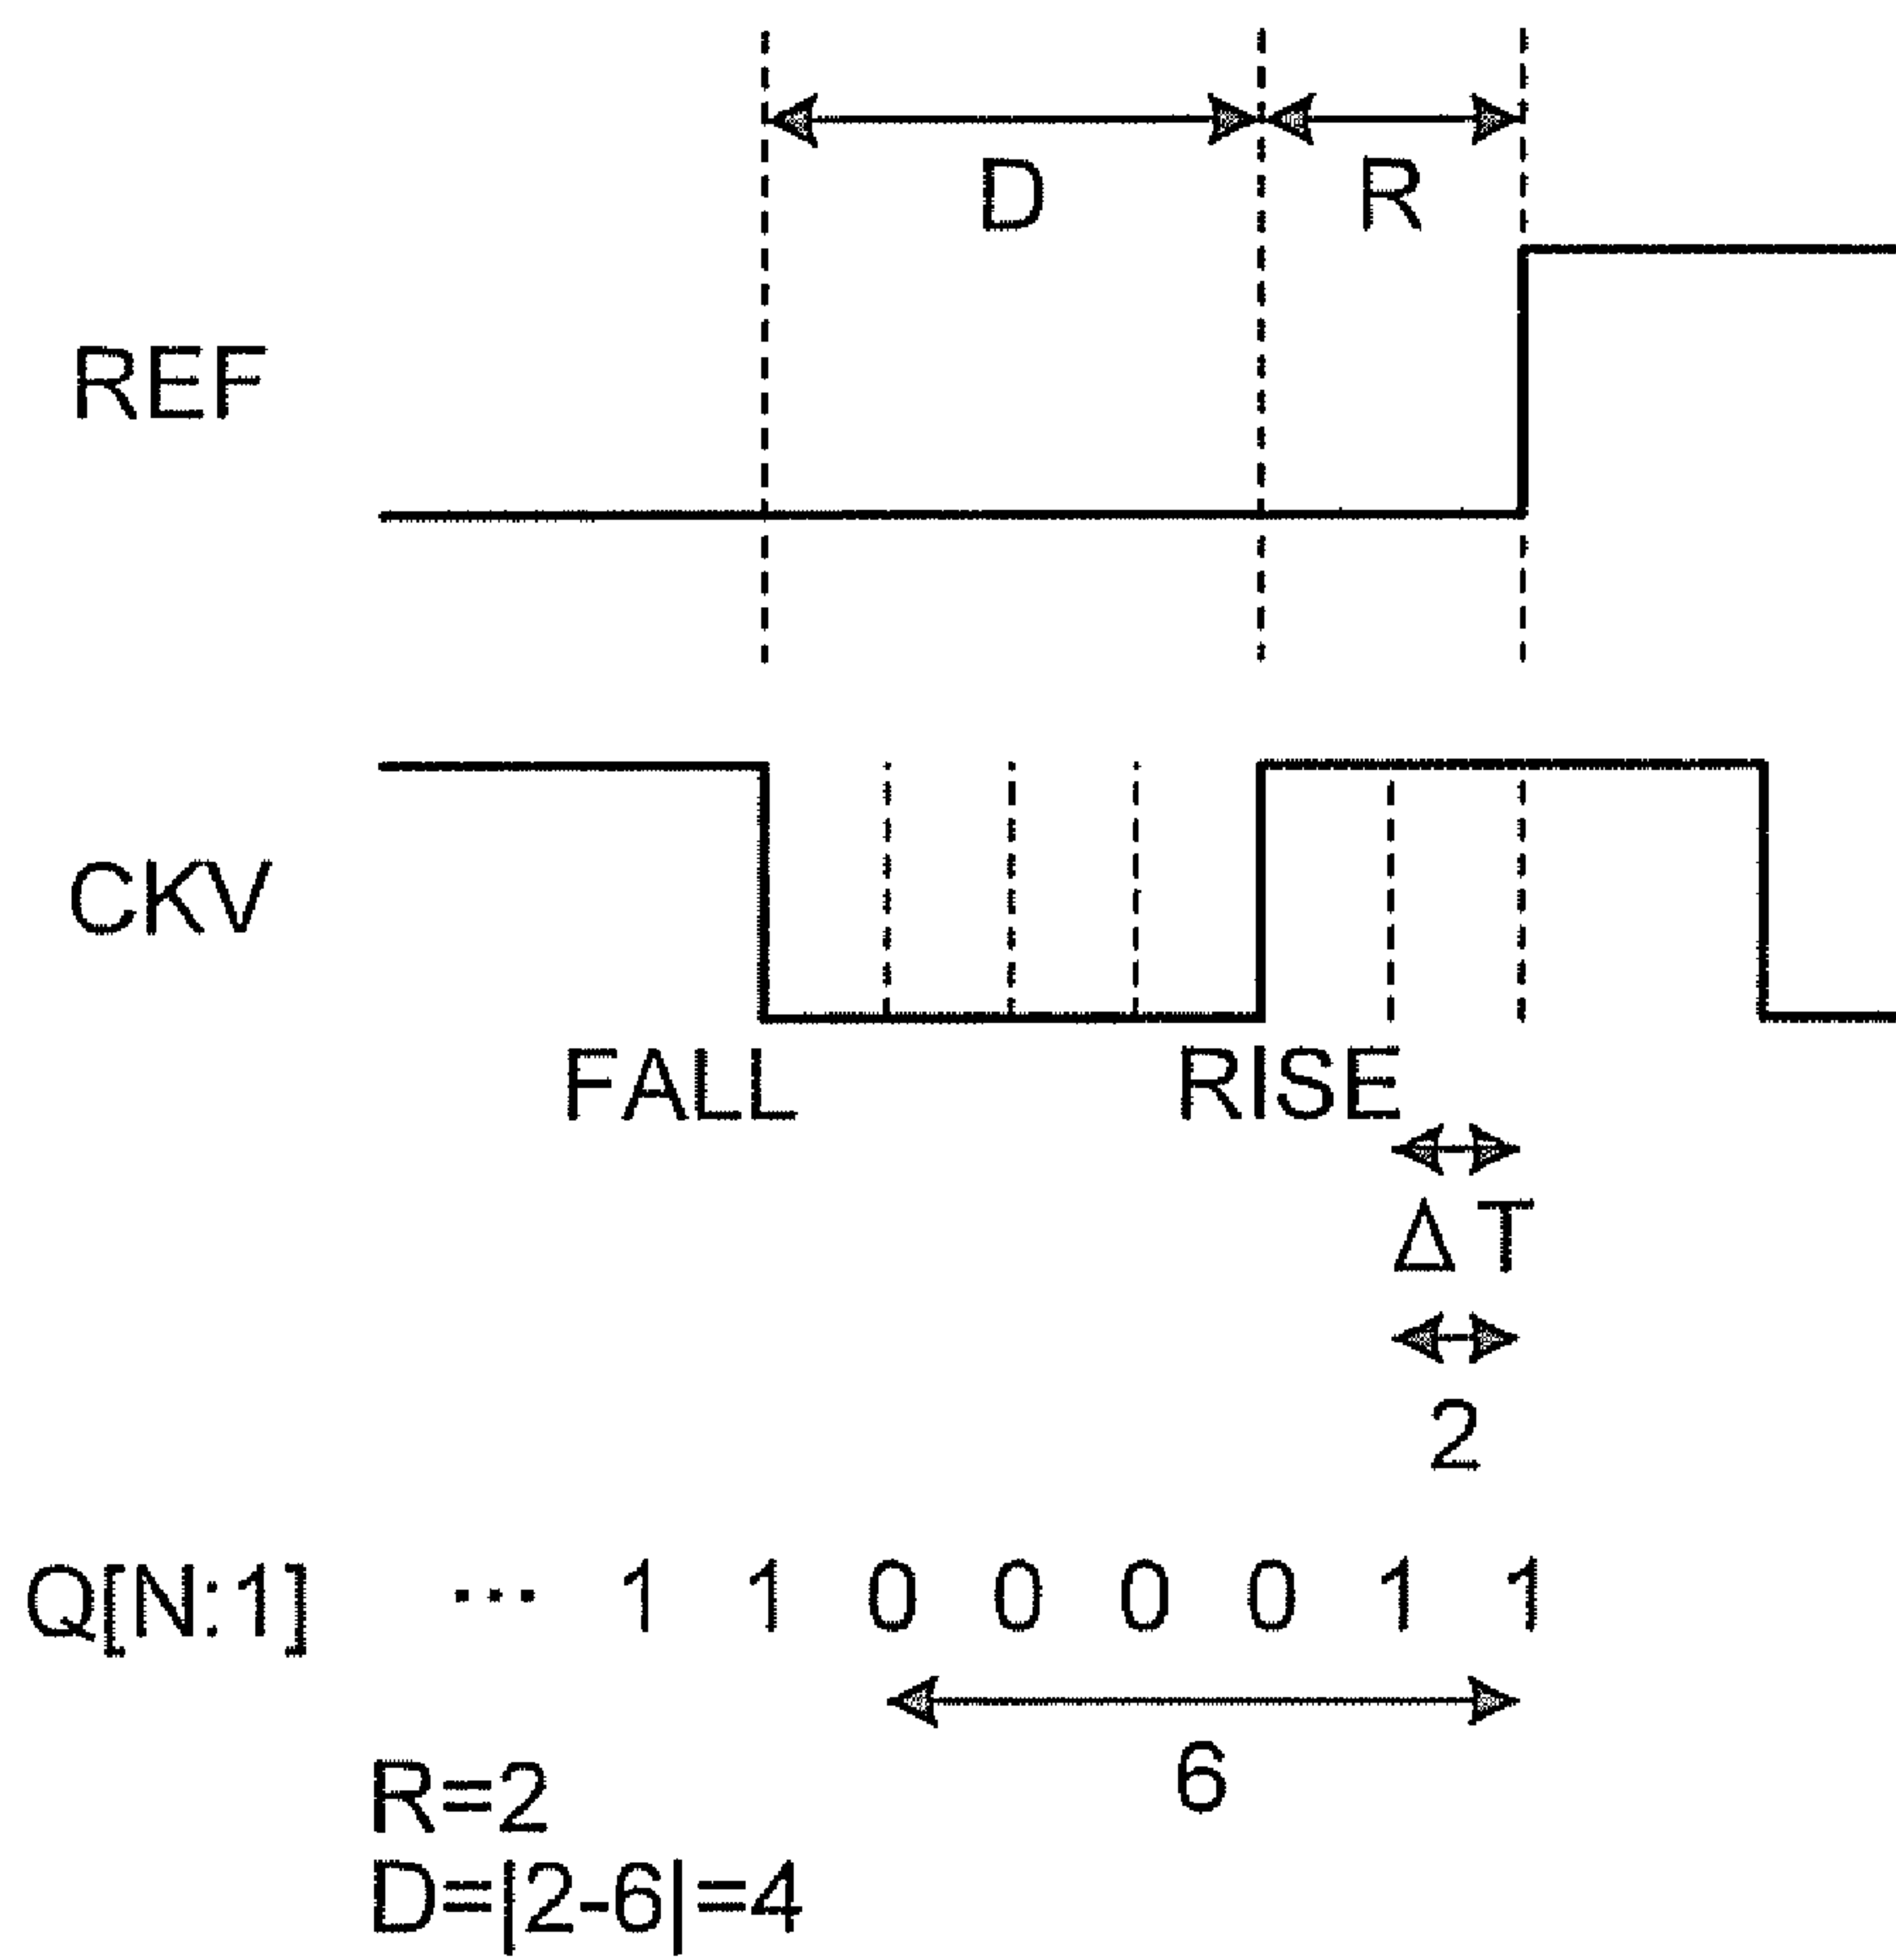 D R
REF
CKV
FALL RISE
Δ T
2
Q[N:1] ... 1 1 0 0 0 0 1 1
6
R=2
D=|2-6|=4